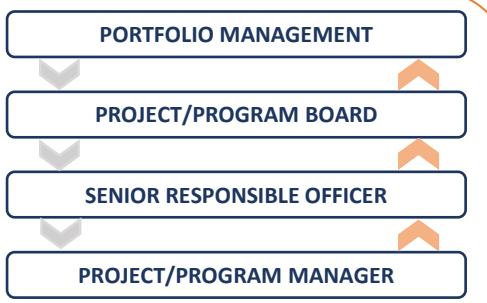 PORTFOLIO MANAGEMENT
PROJECT/PROGRAM BOARD
SENIOR RESPONSIBLE OFFICER
PROJECT/PROGRAM MANAGER